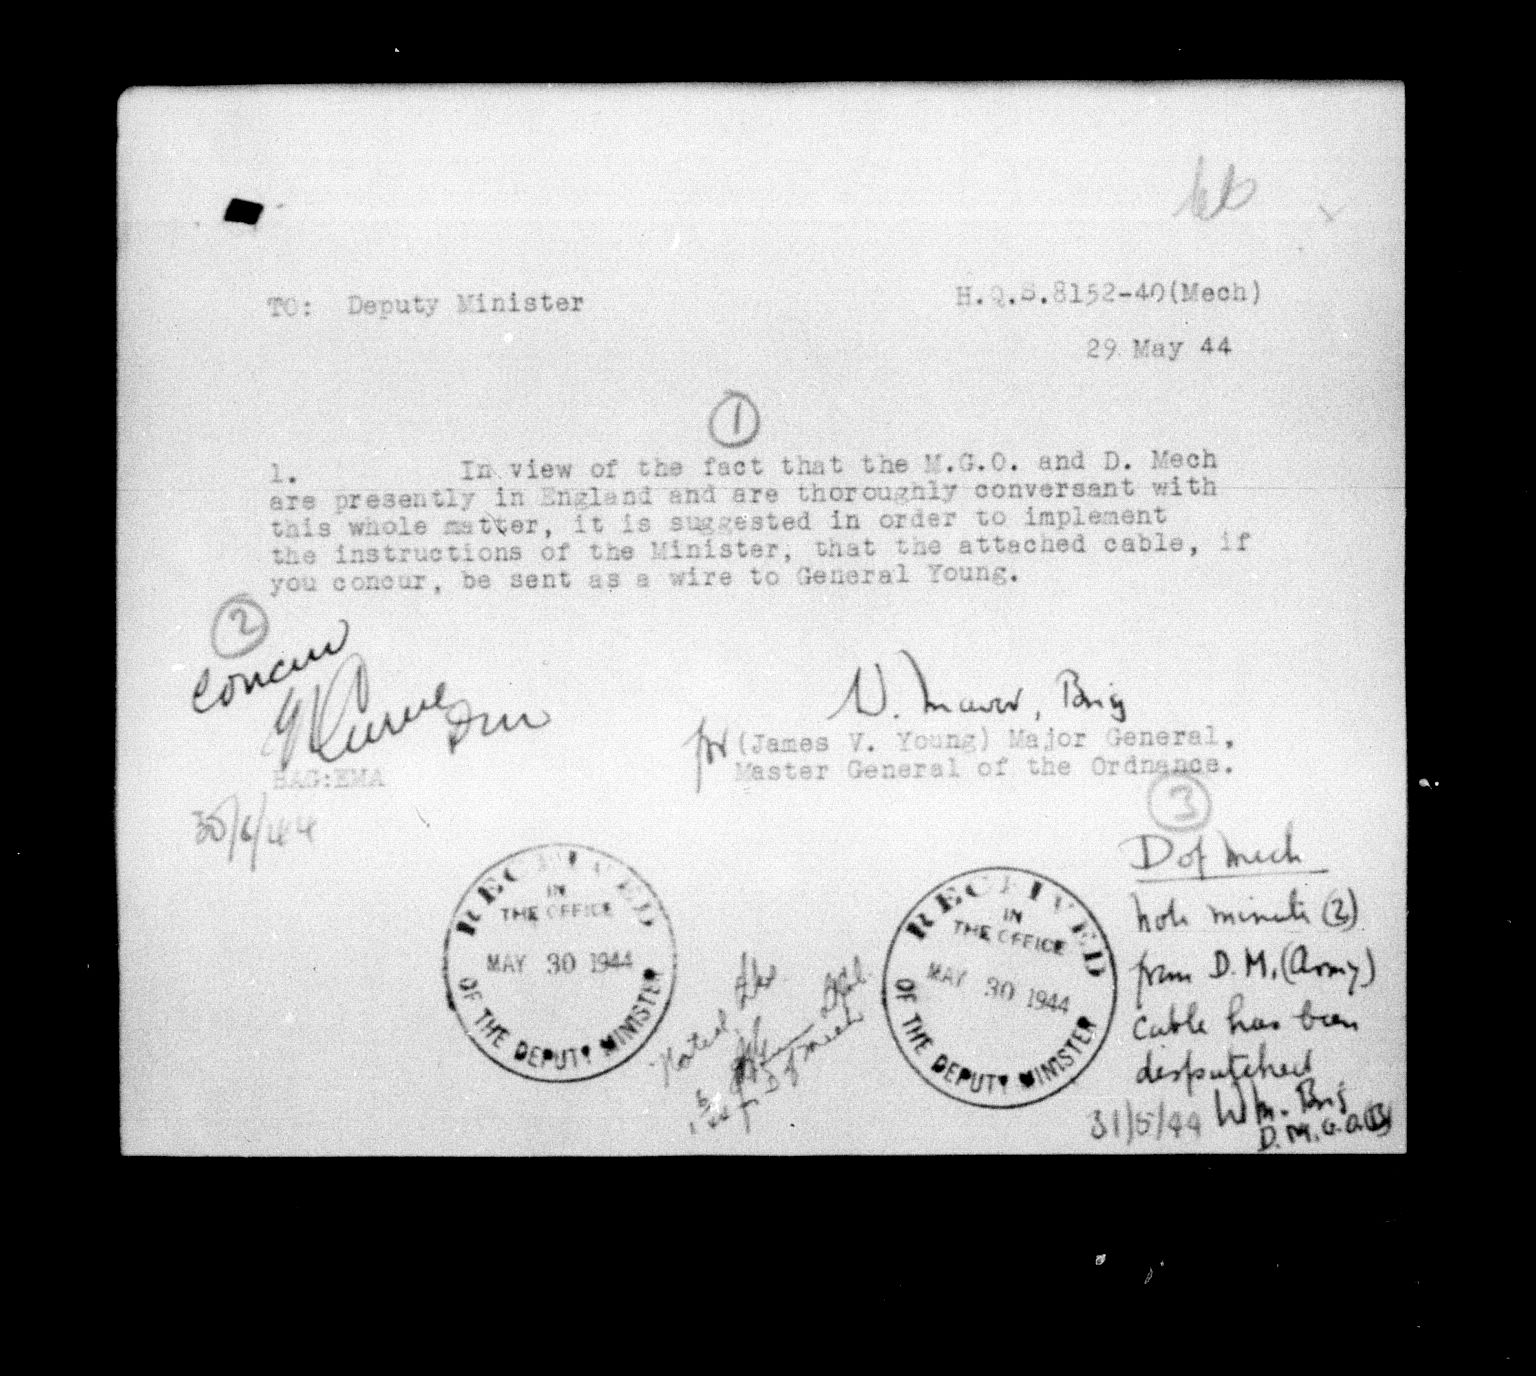 TO: Deputy Minister
H.Q.S.8152-40(Mech)
29 May 44
1
1. In view of the fact that the M.G.O. and D. Mech
are presently in England and are thoroughly conversant with
this whole matter, it is suggested in order to implement
the instructions of the Minister, that the attached cable, if
you concur, be sent as a wire to General Young.
2
Concur
DM
N. Mavor, Brig
for (James V. Young) Major General,
Master General of the Ordnance.
HAG:EMA
3
D of Mech
note minute (2)
from D.M. (Army)
cable has been
dispatched
31/5/44
Brig
RECEIVED
IN
THE OFFICE
MAY 30 1944
OF THE DEPUTY MINISTER
Noted
D of Mech
RECEIVED
IN
THE OFFICE
MAY 30 1944
OF THE DEPUTY MINISTER